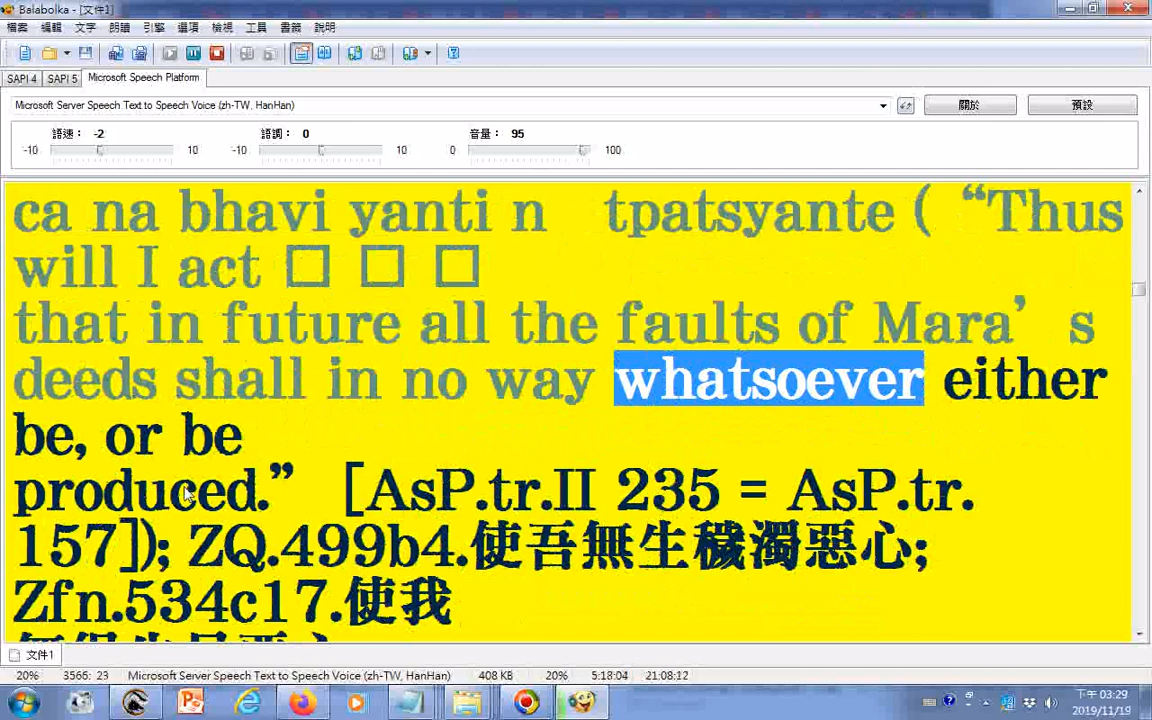 Balabolka - [文件1]
檔案 編輯 文字 朗讀 引擎 選項 檢視 工具 書籤 說明
SAPI 4 SAPI 5 Microsoft Speech Platform
Microsoft Server Speech Text to Speech Voice (zh-TW, HanHan) 關於 預設
語速： -2 語調： 0 音量： 95
-10 10 -10 10 0 100
ca na bhavi yanti n tpatsyante (“Thus
will I act □ □ □
that in future all the faults of Mara’s
deeds shall in no way whatsoever either
be, or be
produced.” [AsP.tr.II 235 = AsP.tr.
157]); ZQ.499b4.使吾無生穢濁惡心;
Zfn.534c17.使我
文件1
20% 3566: 23 Microsoft Server Speech Text to Speech Voice (zh-TW, HanHan) 408 KB 20% 5:18:04 21:08:12
下午 03:29
2019/11/19